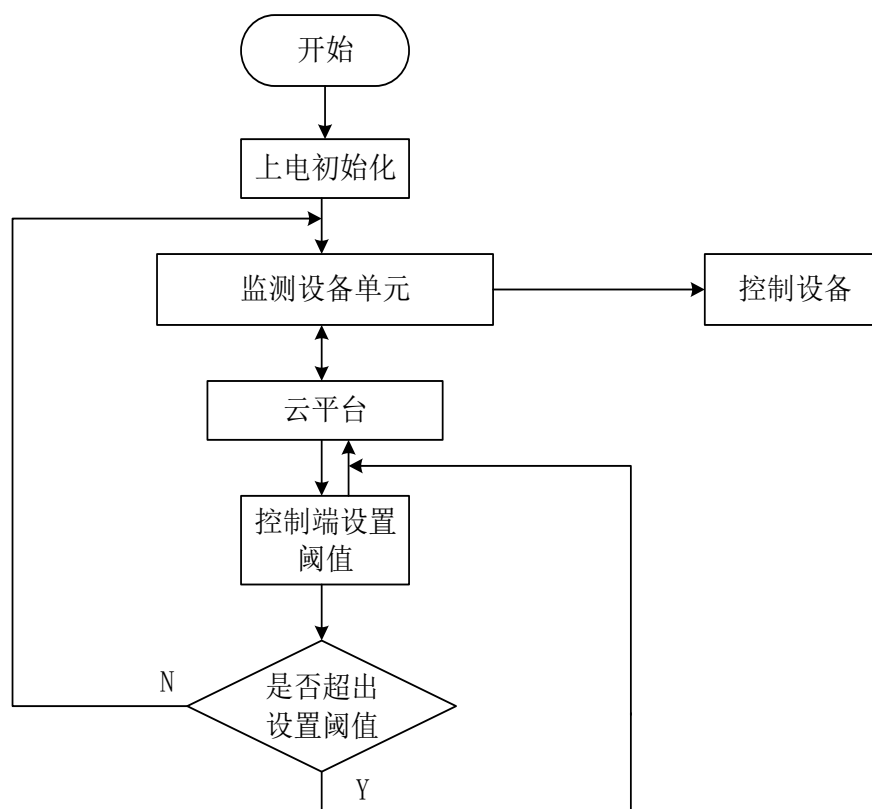 开始
上电初始化
监测设备单元
控制设备
云平台
控制端设置
阈值
N
是否超出
设置阈值
Y